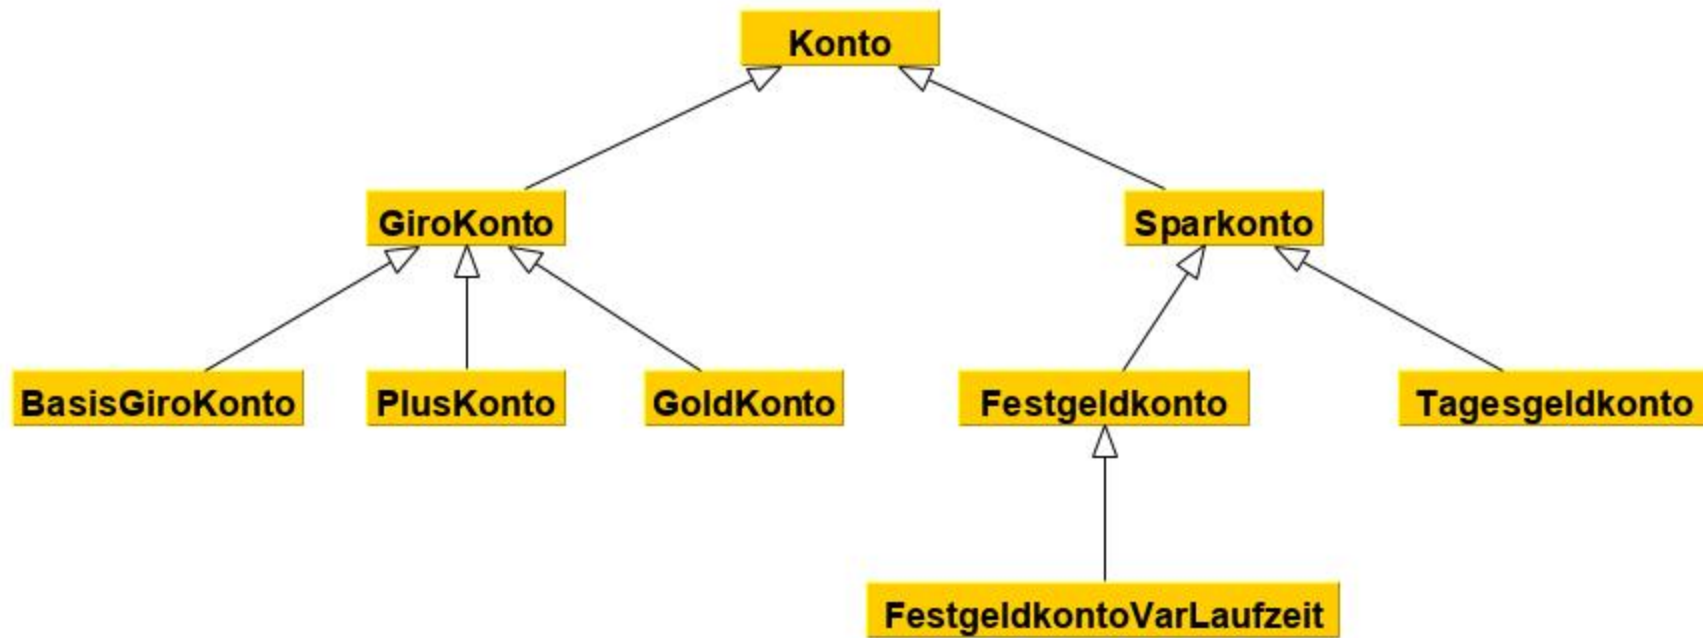 Konto
GiroKonto
Sparkonto
BasisGiroKonto
PlusKonto
GoldKonto
Festgeldkonto
Tagesgeldkonto
FestgeldkontoVarLaufzeit